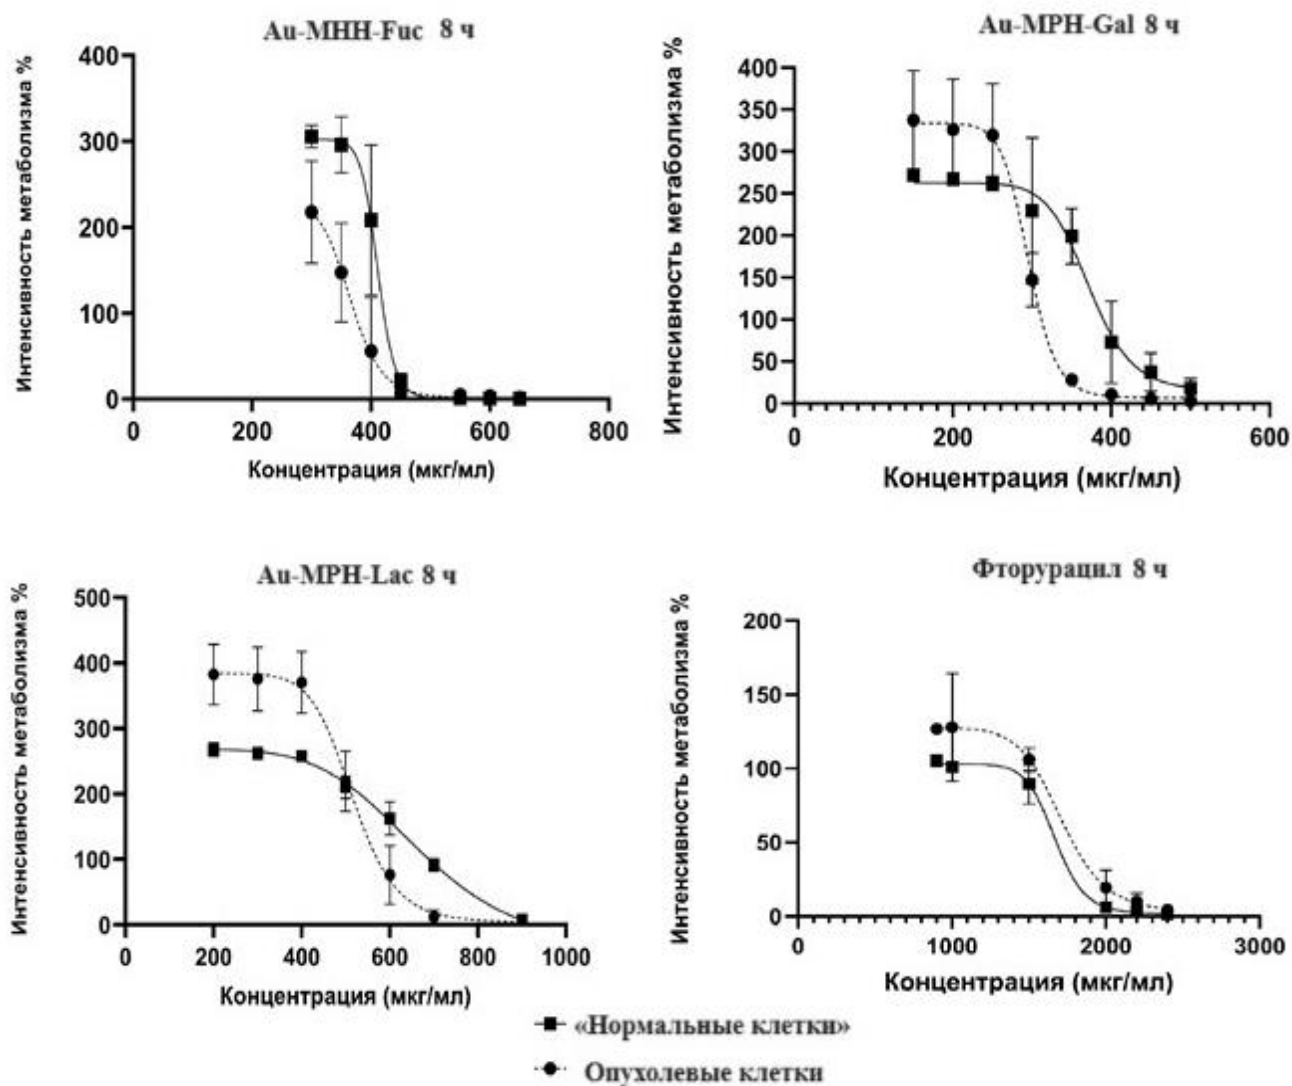 Au-MHH-Fuc 8 ч
Интенсивность метаболизма %
400
300
200
100
0
0 200 400 600 800
Концентрация (мкг/мл)
Au-MPH-Gal 8 ч
Интенсивность метаболизма %
400
350
300
250
200
150
100
50
0
0 200 400 600
Концентрация (мкг/мл)
Au-MPH-Lac 8 ч
Интенсивность метаболизма %
500
400
300
200
100
0
0 200 400 600 800 1000
Концентрация (мкг/мл)
Фторурацил 8 ч
Интенсивность метаболизма %
200
150
100
50
0
0 1000 2000 3000
Концентрация (мкг/мл)
«Нормальные клетки»
Опухолевые клетки